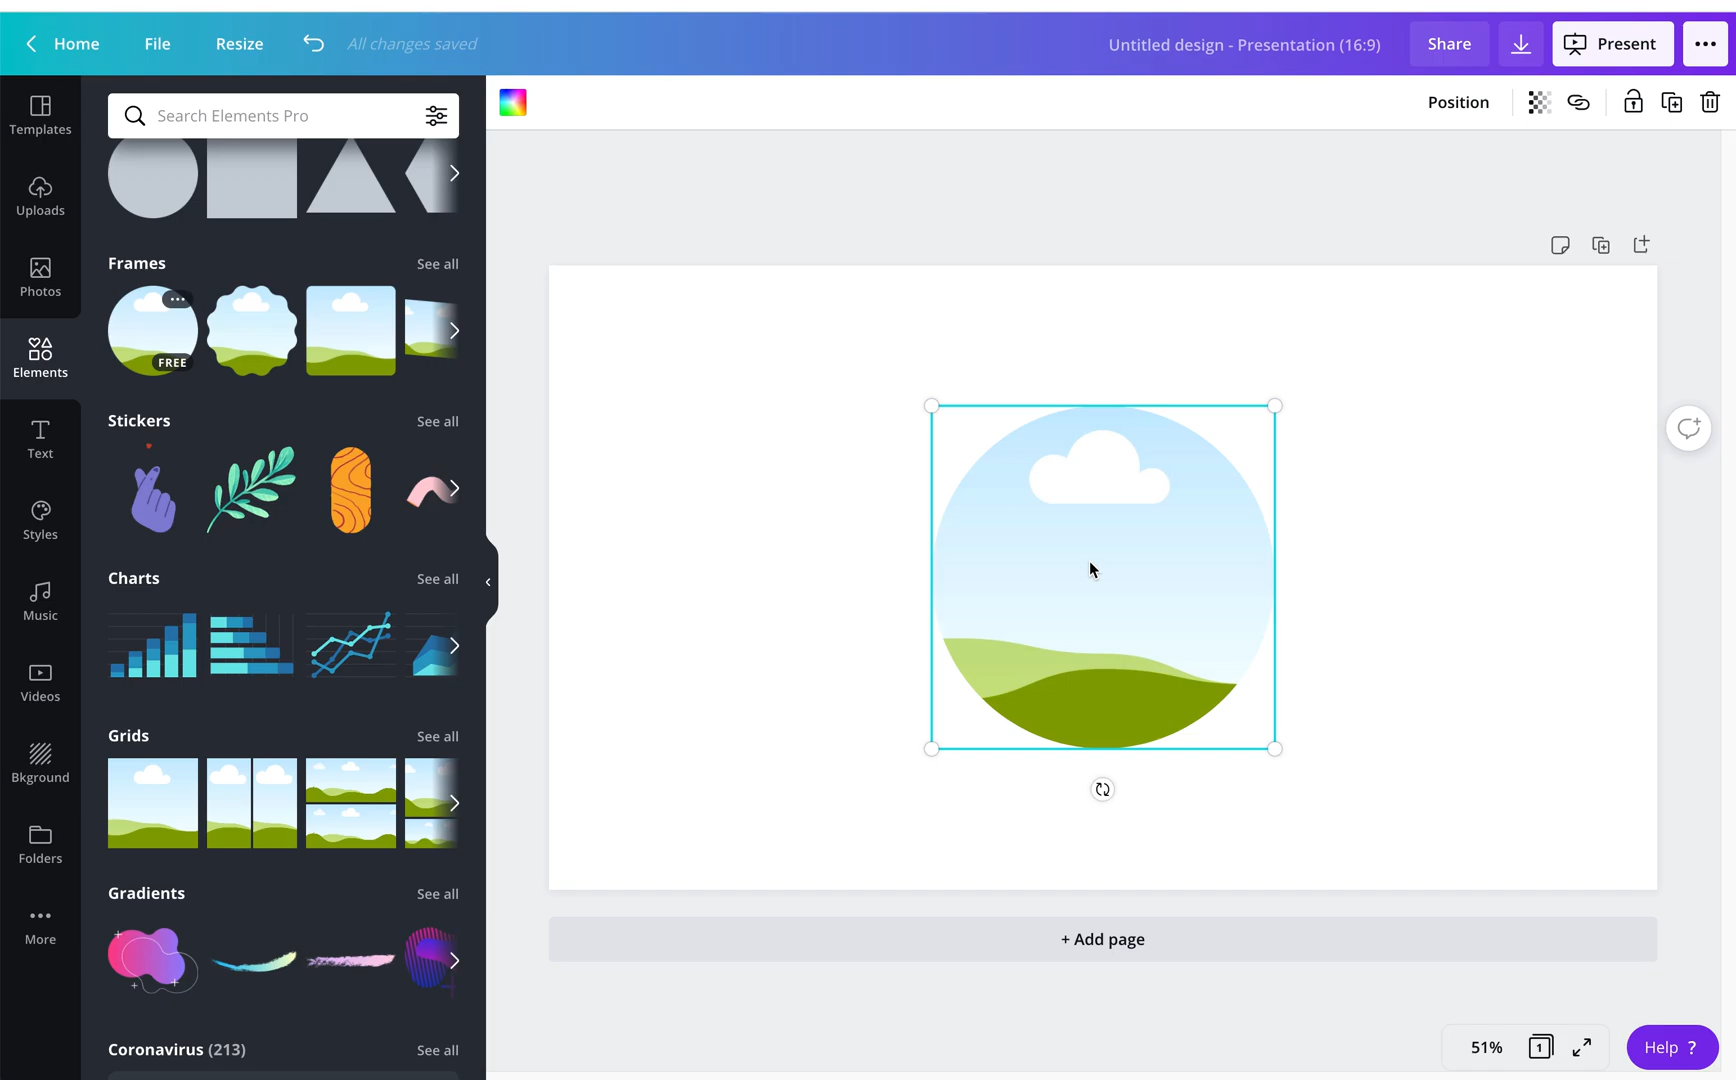 Home File Resize All changes saved Untitled design - Presentation (16:9) Share Present
Templates
Uploads
Photos
Elements
Text
Styles
Music
Videos
Bkground
Folders
More
Search Elements Pro
Frames See all
FREE
Stickers See all
Charts See all
Grids See all
Gradients See all
Coronavirus (213) See all
Position
+ Add page
51% 1 Help ?